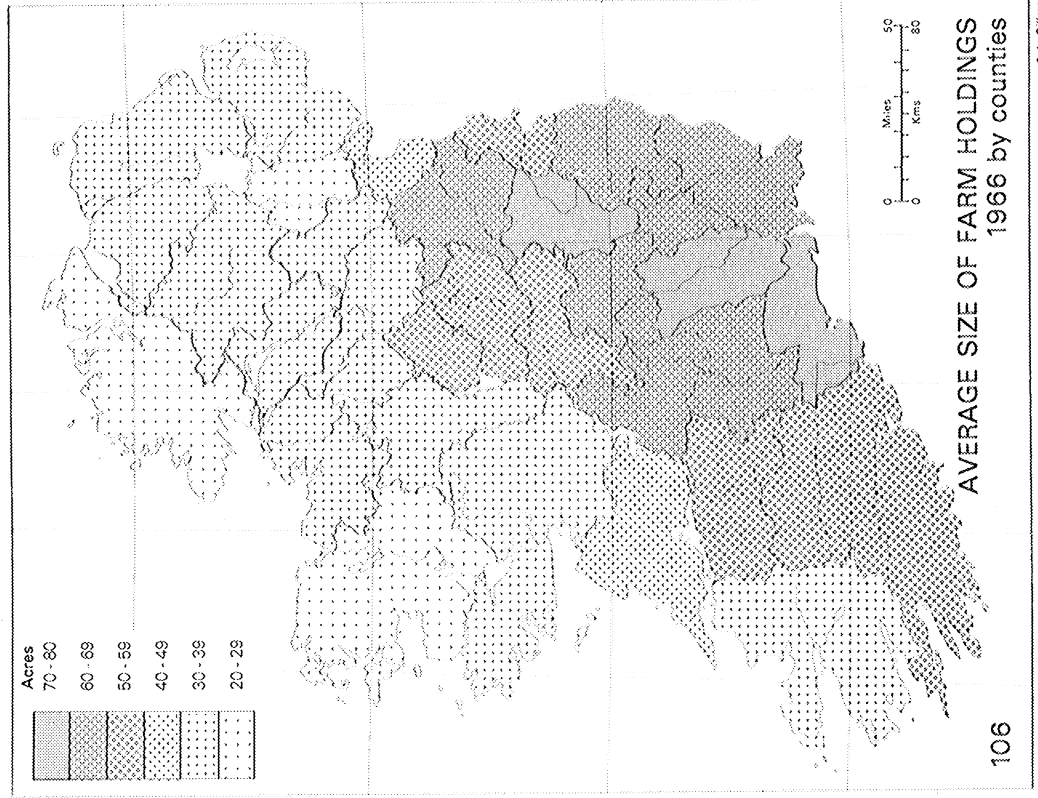 Acres
70 - 80
60 - 69
50 - 59
40 - 49
30 - 39
20 - 29
0 Miles 50
0 Kms 80
AVERAGE SIZE OF FARM HOLDINGS
1966 by counties
106